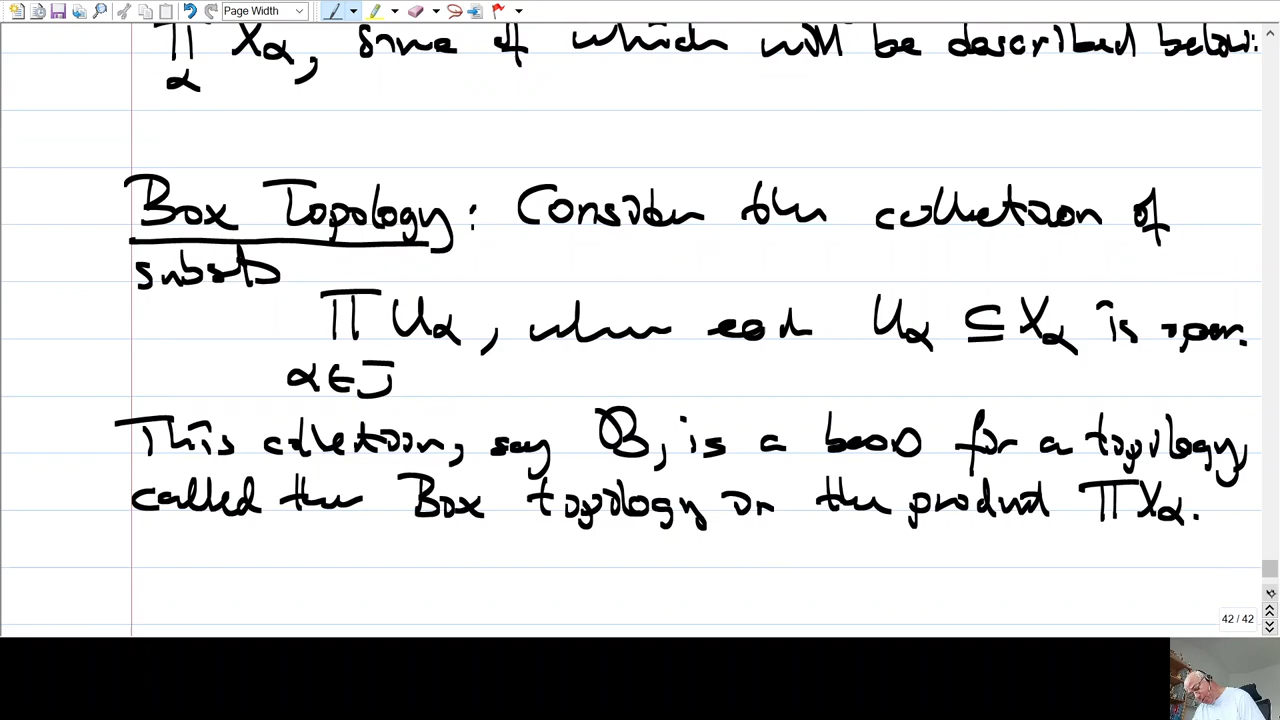 Page Width
∏ Xα, some of which will be described below:
α
Box Topology: Consider the collection of
subsets
∏ Uα, where each Uα ⊆ Xα is open.
α∈J
This collection, say ℬ, is a basis for a topology,
called the Box topology on the product ∏Xα.
42 / 42